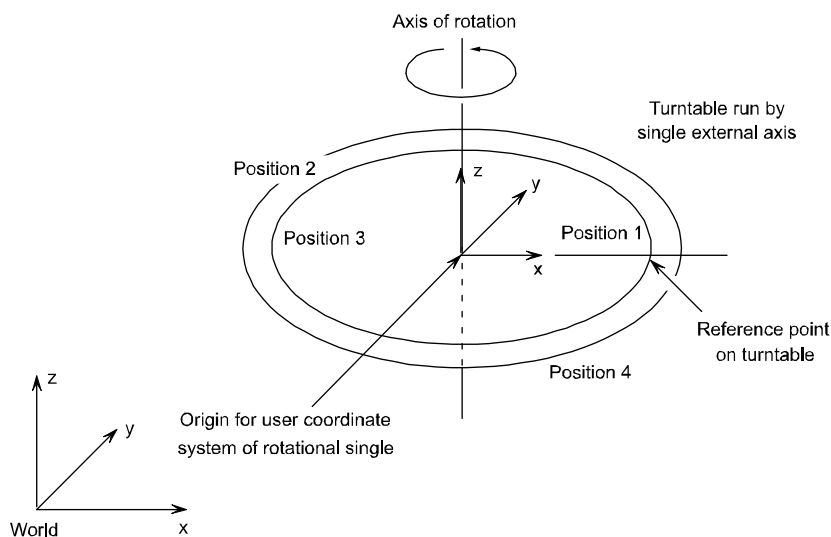 Axis of rotation
Turntable run by
single external axis
Position 2
z
y
Position 3
Position 1
x
Reference point
on turntable
Position 4
z
Origin for user coordinate
system of rotational single
y
World
x